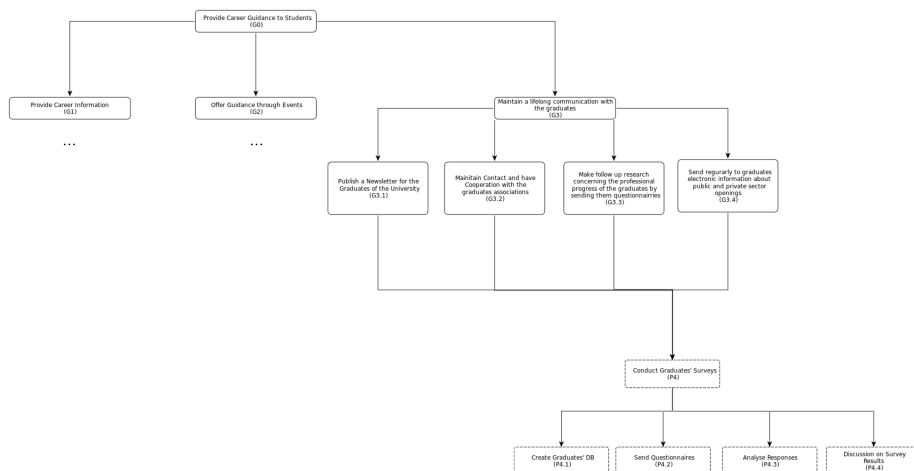 Provide Career Guidance to Students
(G0)
Provide Career Information
(G1)
Offer Guidance through Events
(G2)
Maintain a lifelong communication with
the graduates
(G3)
...
...
Publish a Newsletter for the
Graduates of the University
(G3.1)
Mainitain Contact and have
Cooperation with the
graduates associations
(G3.2)
Make follow up research
concerning the professional
progress of the graduates by
sending them questionnairries
(G3.3)
Send regurarly to graduates
electronic information about
public and private sector
openings
(G3.4)
Conduct Graduates' Surveys
(P4)
Create Graduates' DB
(P4.1)
Send Questionnaires
(P4.2)
Analyse Responses
(P4.3)
Discussion on Survey
Results
(P4.4)